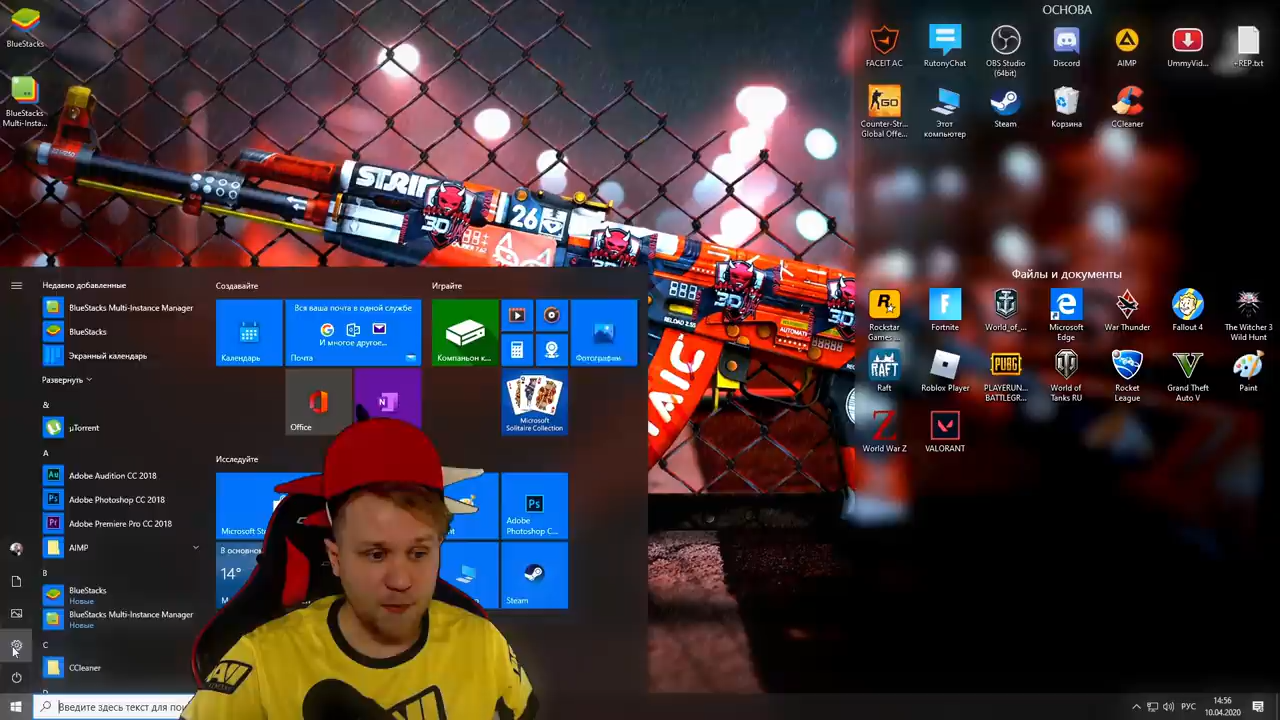 BlueStacks
BlueStacks
Multi-Insta...
ОСНОВА
FACEIT AC
RutonyChat
OBS Studio
(64bit)
Discord
AIMP
UmmyVid...
+REP.txt
Counter-Str...
Global Offe...
Этот
компьютер
Steam
Корзина
CCleaner
Файлы и документы
Rockstar
Games ...
Fortnite
World_of_...
Microsoft
Edge
War Thunder
Fallout 4
The Witcher 3
Wild Hunt
Raft
Roblox Player
PLAYERUN...
BATTLEGR...
World of
Tanks RU
Rocket
League
Grand Theft
Auto V
Paint
World War Z
VALORANT
Недавно добавленные
BlueStacks Multi-Instance Manager
BlueStacks
Экранный календарь
Развернуть
&
µTorrent
A
Adobe Audition CC 2018
Adobe Photoshop CC 2018
Adobe Premiere Pro CC 2018
AIMP
B
BlueStacks
Новые
BlueStacks Multi-Instance Manager
Новые
C
CCleaner
Создавайте
Календарь
Вся ваша почта в одной службе
И многое другое...
Почта
Office
Играйте
Компаньон к...
Фотографии
Microsoft
Solitaire Collection
Исследуйте
Microsoft St
Adobe
Photoshop C...
В основном
14°
Steam
Введите здесь текст для пои
РУС
14:56
10.04.2020